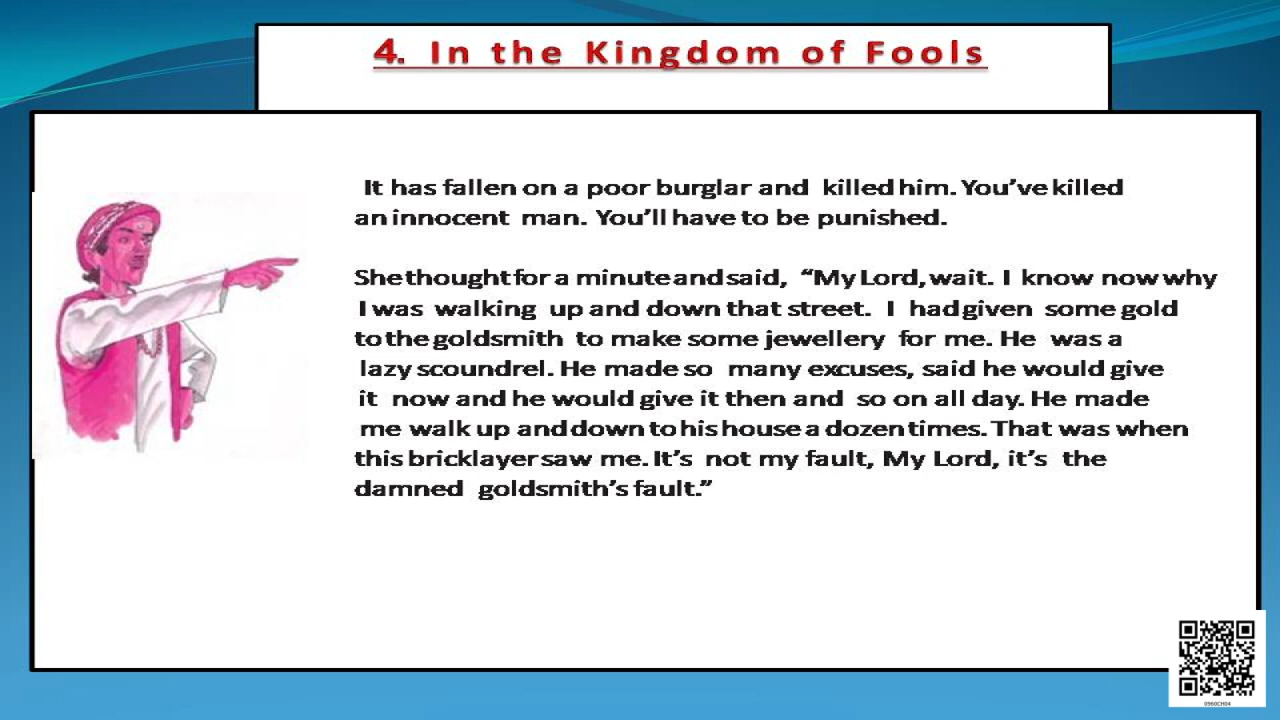 4. In the Kingdom of Fools
It has fallen on a poor burglar and killed him. You've killed
an innocent man. You'll have to be punished.
She thought for a minute and said, “My Lord, wait. I know now why
I was walking up and down that street. I had given some gold
to the goldsmith to make some jewellery for me. He was a
lazy scoundrel. He made so many excuses, said he would give
it now and he would give it then and so on all day. He made
me walk up and down to his house a dozen times. That was when
this bricklayer saw me. It's not my fault, My Lord, it's the
damned goldsmith's fault.”
0960CH04